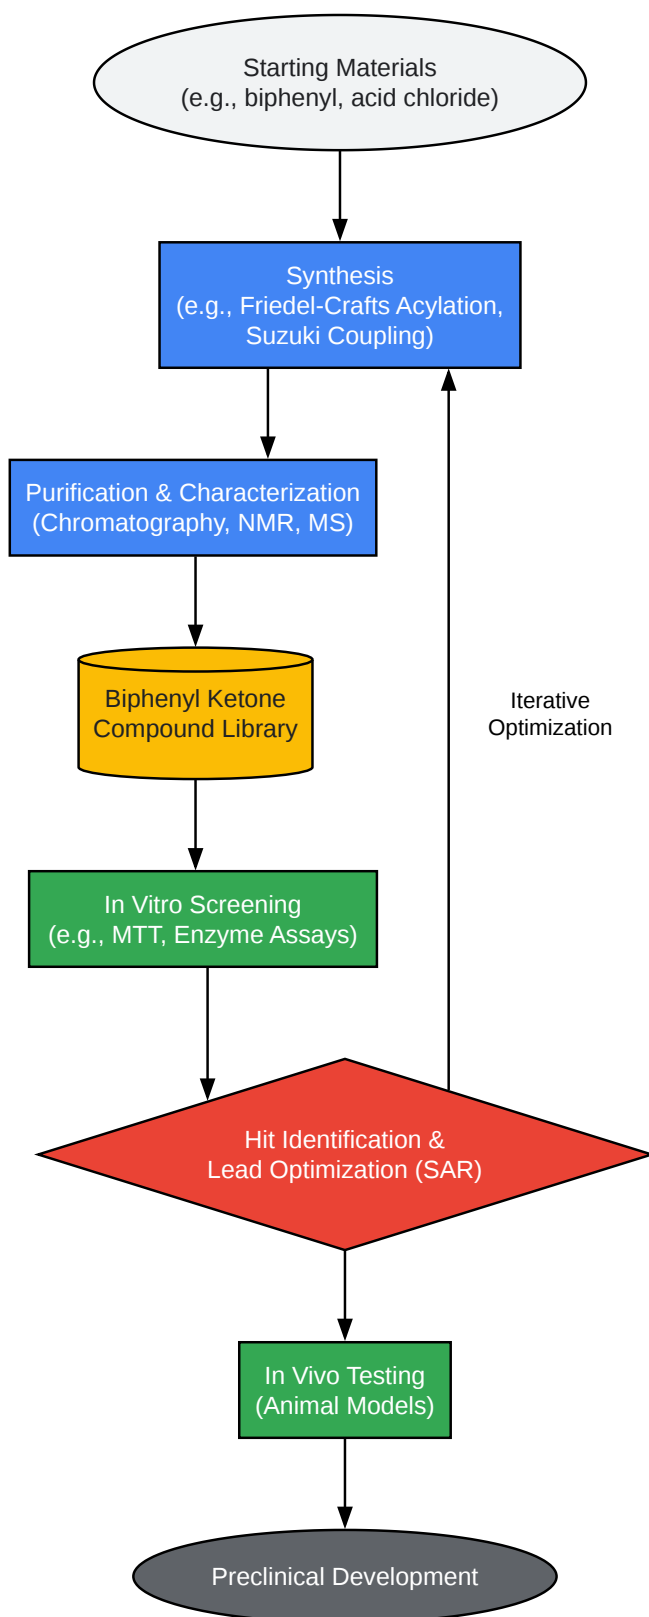 Starting Materials
(e.g., biphenyl, acid chloride)
Synthesis
(e.g., Friedel-Crafts Acylation,
Suzuki Coupling)
Purification & Characterization
(Chromatography, NMR, MS)
Biphenyl Ketone
Compound Library
Iterative
Optimization
In Vitro Screening
(e.g., MTT, Enzyme Assays)
Hit Identification &
Lead Optimization (SAR)
In Vivo Testing
(Animal Models)
Preclinical Development